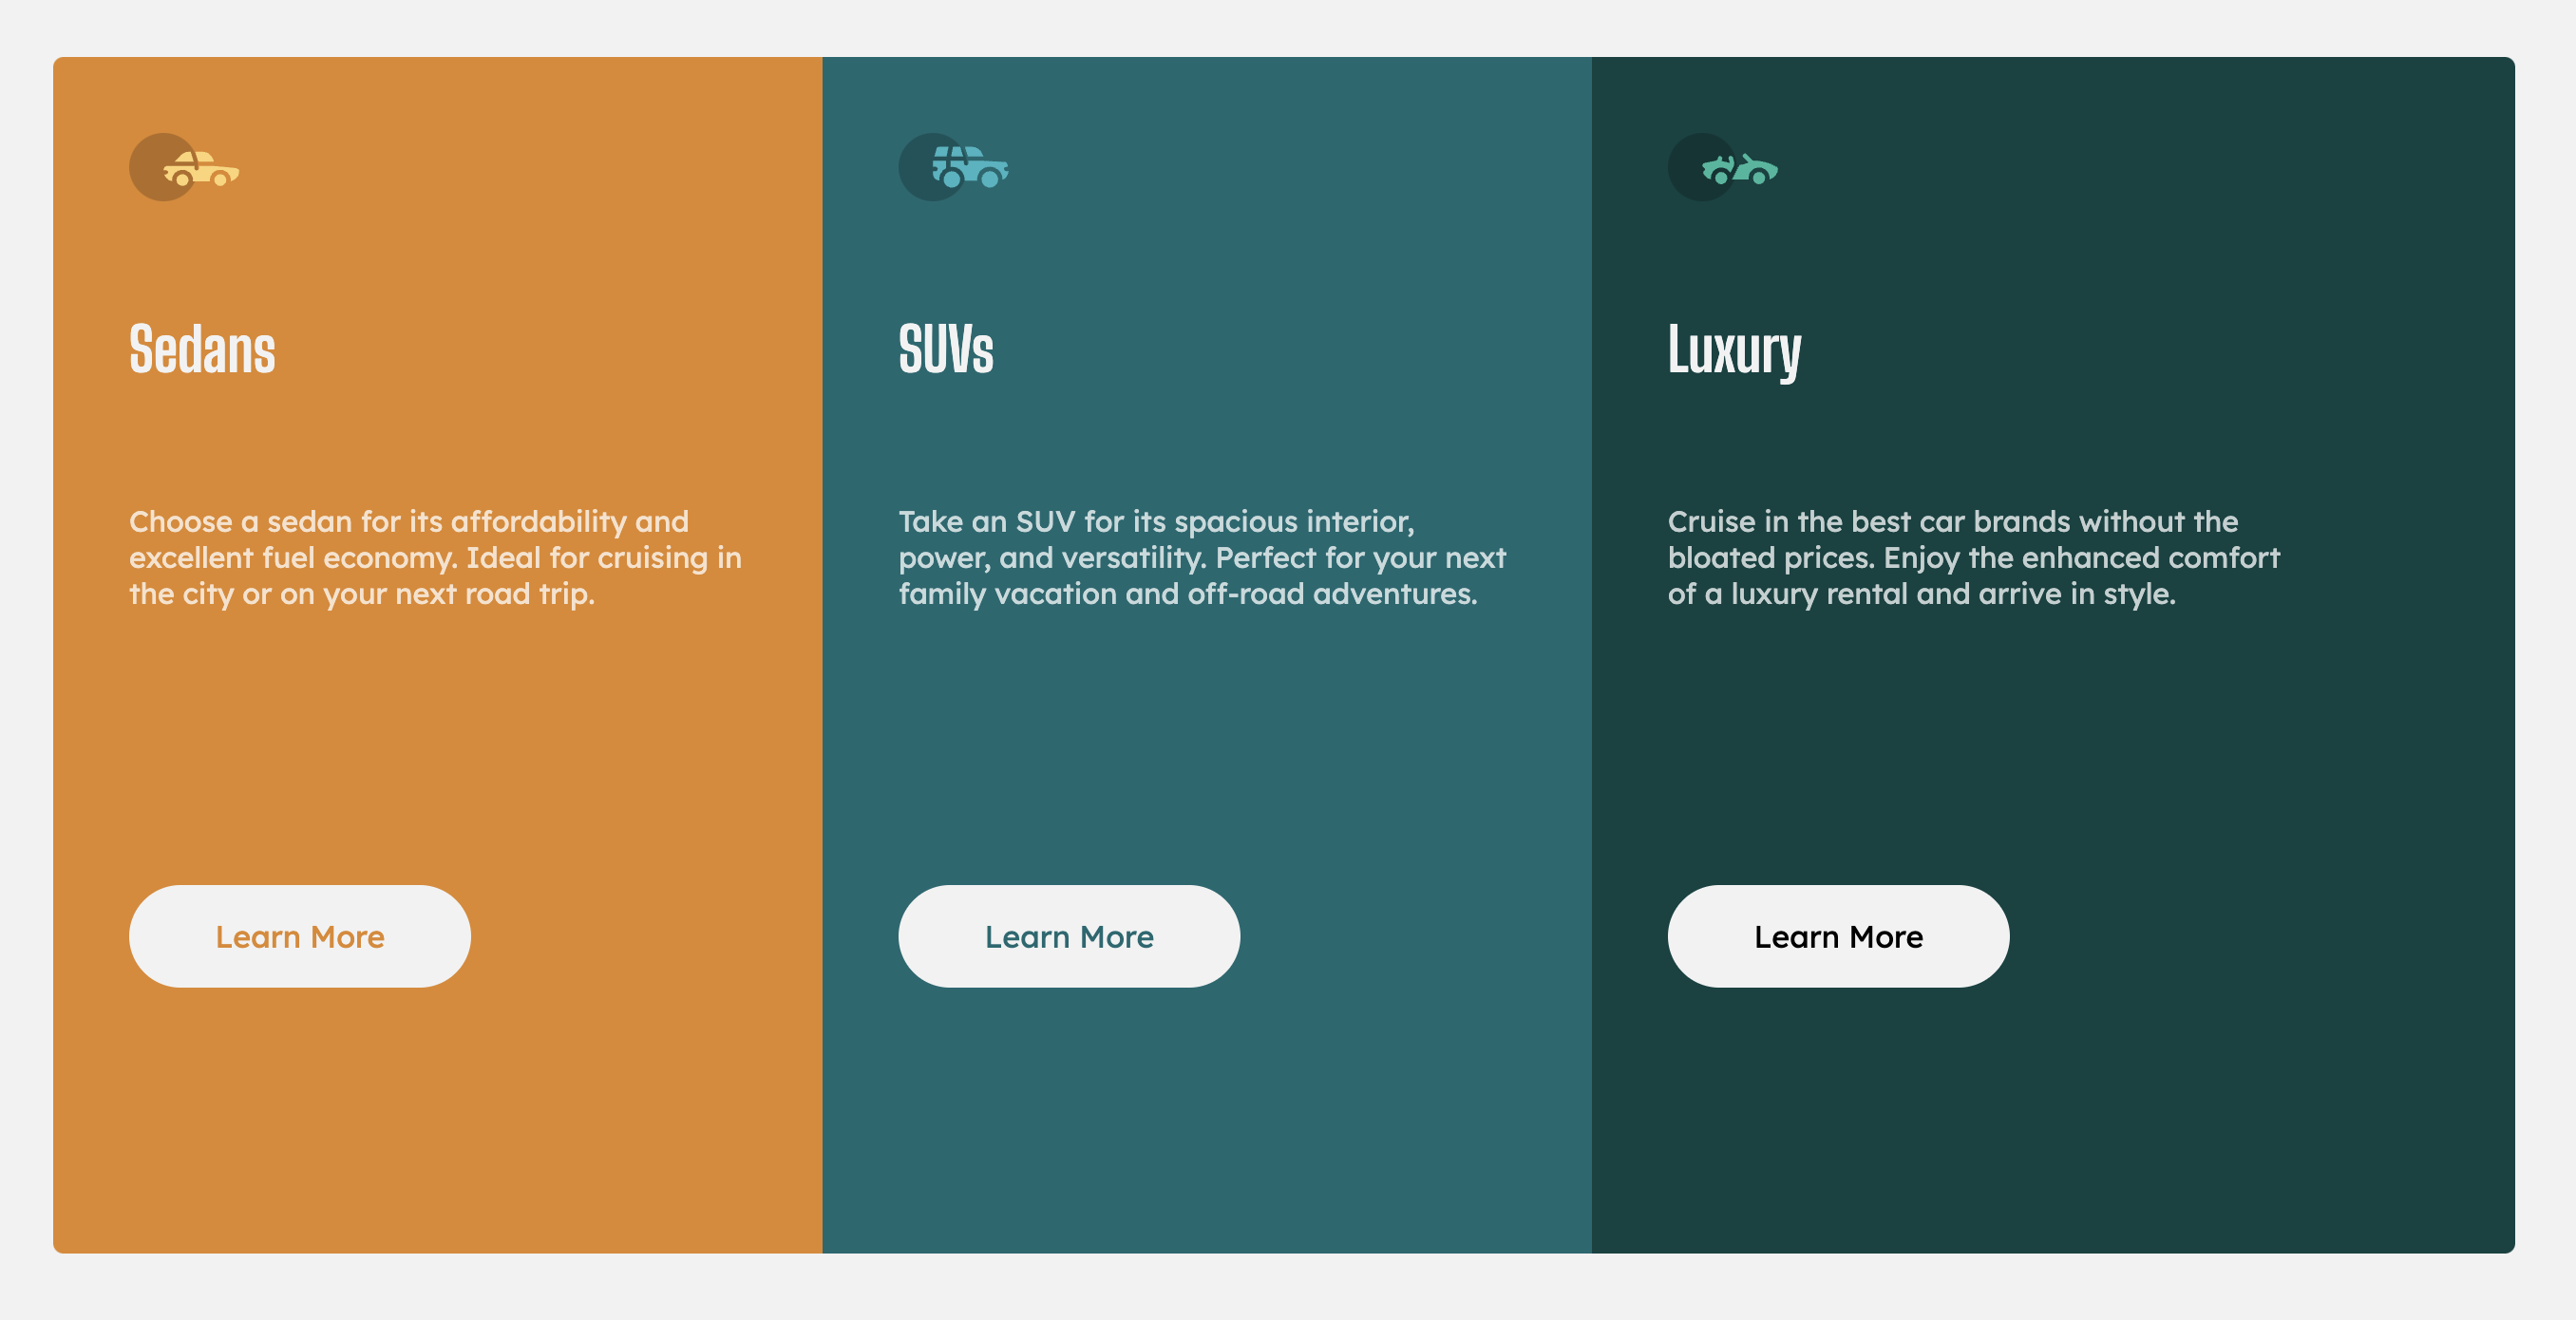 Sedans
Choose a sedan for its affordability and
excellent fuel economy. Ideal for cruising in
the city or on your next road trip.
Learn More
SUVs
Take an SUV for its spacious interior,
power, and versatility. Perfect for your next
family vacation and off-road adventures.
Learn More
Luxury
Cruise in the best car brands without the
bloated prices. Enjoy the enhanced comfort
of a luxury rental and arrive in style.
Learn More